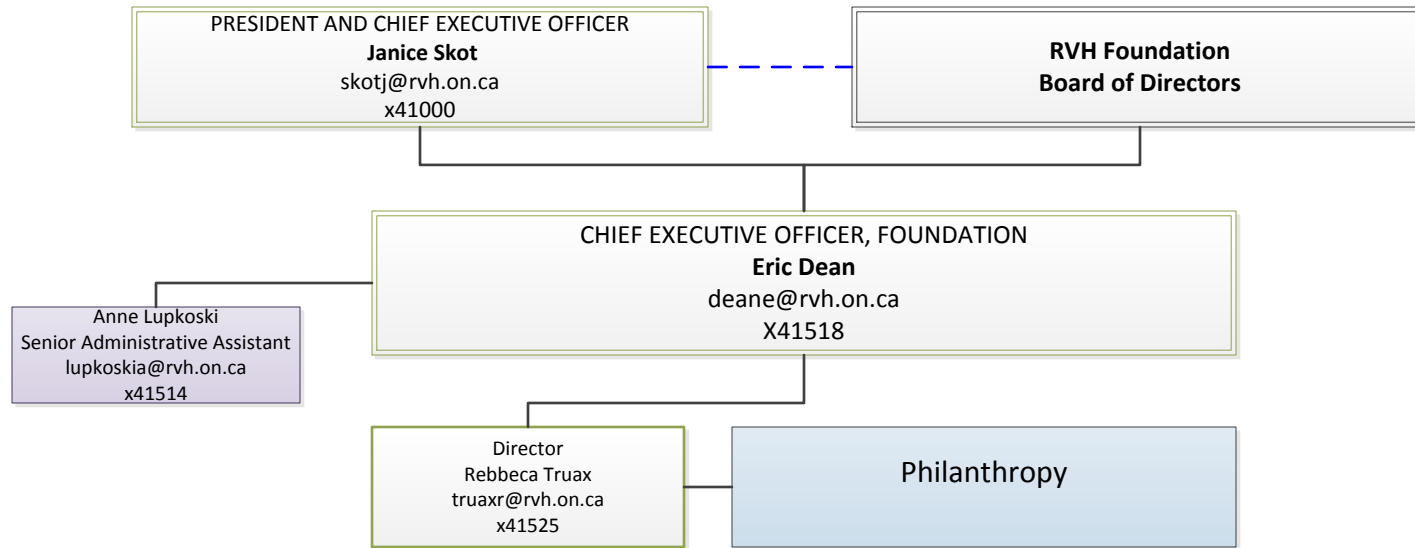 PRESIDENT AND CHIEF EXECUTIVE OFFICER
Janice Skot
skotj@rvh.on.ca
x41000
RVH Foundation
Board of Directors
CHIEF EXECUTIVE OFFICER, FOUNDATION
Eric Dean
deane@rvh.on.ca
X41518
Anne Lupkoski
Senior Administrative Assistant
lupkoskia@rvh.on.ca
x41514
Director
Rebbeca Truax
truaxr@rvh.on.ca
x41525
Philanthropy